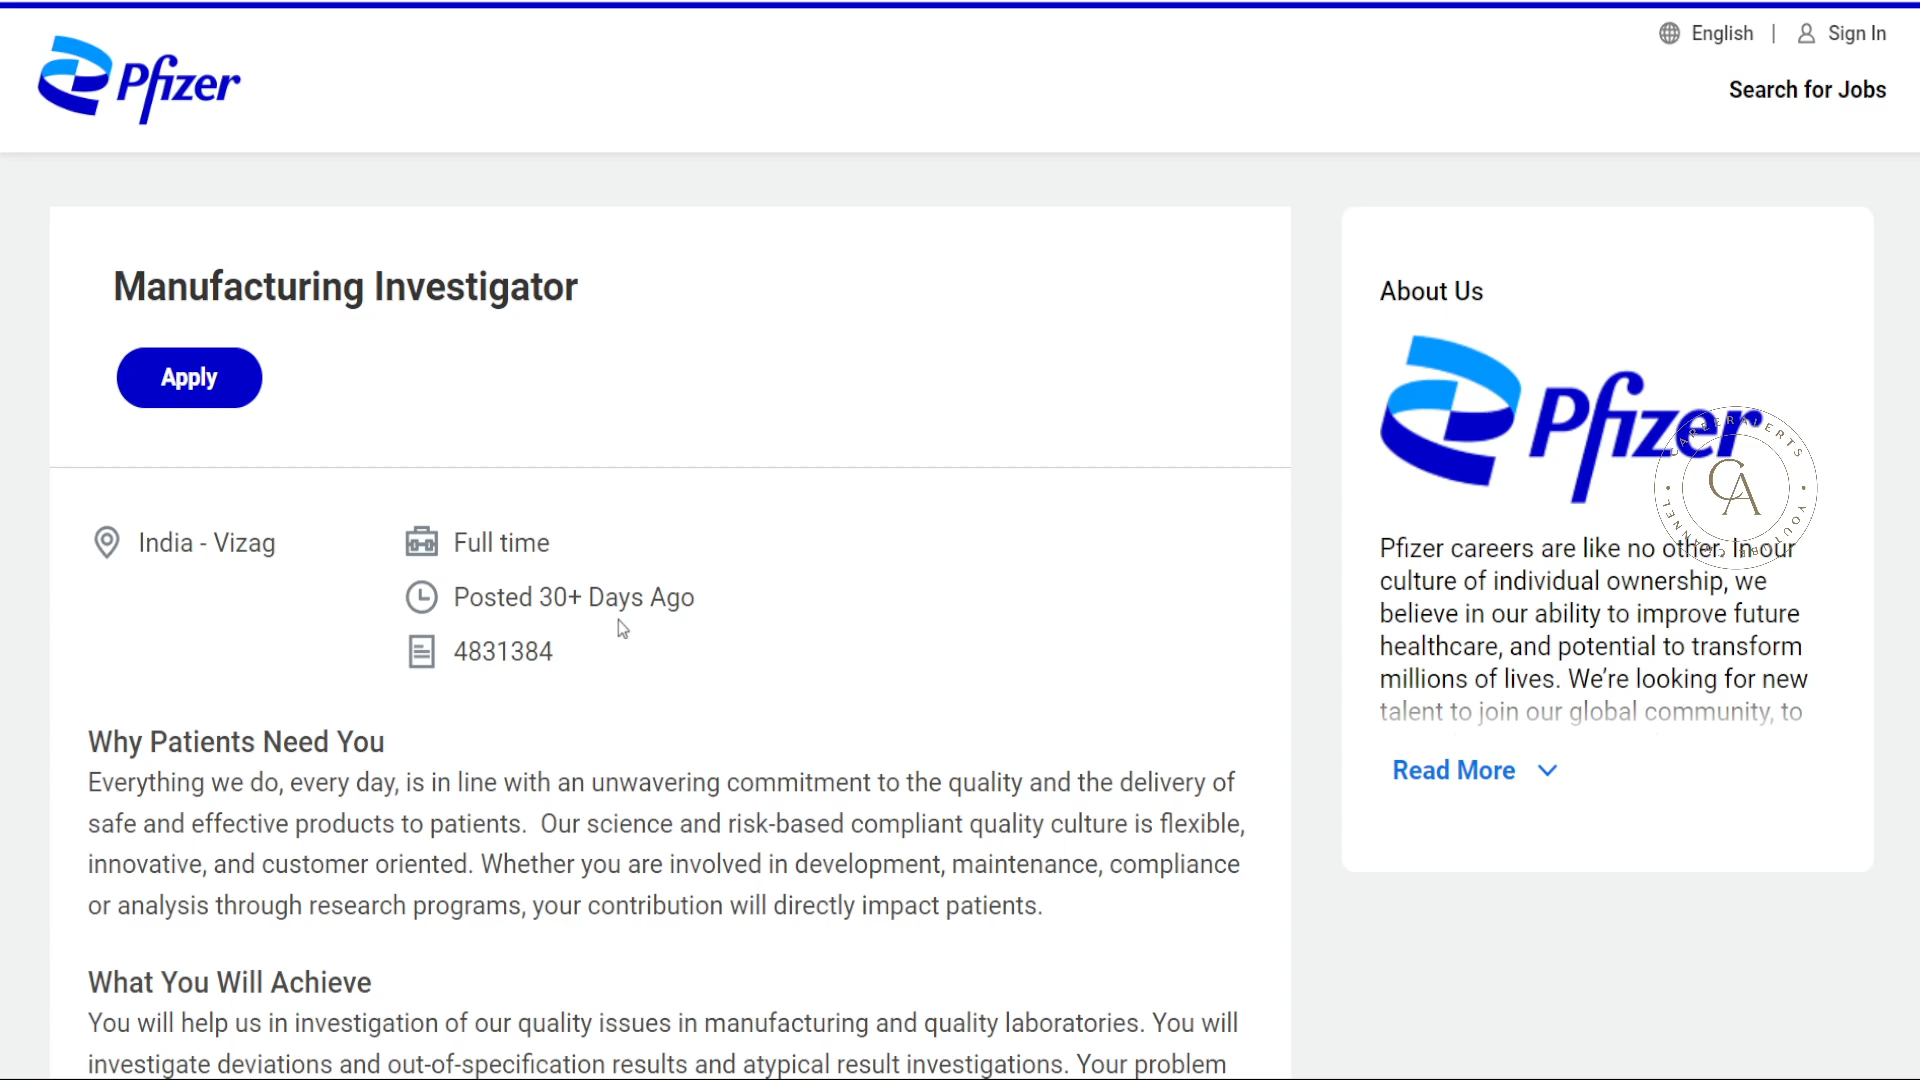 Pfizer
English | Sign In
Search for Jobs
Manufacturing Investigator
Apply
India - Vizag
Full time
Posted 30+ Days Ago
4831384
Why Patients Need You
Everything we do, every day, is in line with an unwavering commitment to the quality and the delivery of
safe and effective products to patients.  Our science and risk-based compliant quality culture is flexible,
innovative, and customer oriented. Whether you are involved in development, maintenance, compliance
or analysis through research programs, your contribution will directly impact patients.
What You Will Achieve
You will help us in investigation of our quality issues in manufacturing and quality laboratories. You will
investigate deviations and out-of-specification results and atypical result investigations. Your problem
About Us
Pfizer
CAREERALERTS
CA
YOUTUBE CHANNEL
Pfizer careers are like no other. In our
culture of individual ownership, we
believe in our ability to improve future
healthcare, and potential to transform
millions of lives. We’re looking for new
talent to join our global community, to
Read More